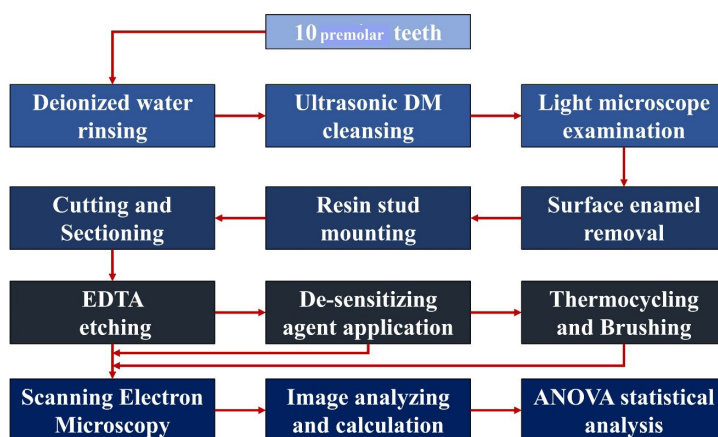 10 premolar teeth
Deionized water
rinsing
Ultrasonic DM
cleansing
Light microscope
examination
Cutting and
Sectioning
Resin stud
mounting
Surface enamel
removal
EDTA
etching
De-sensitizing
agent application
Thermocycling
and Brushing
Scanning Electron
Microscopy
Image analyzing
and calculation
ANOVA statistical
analysis